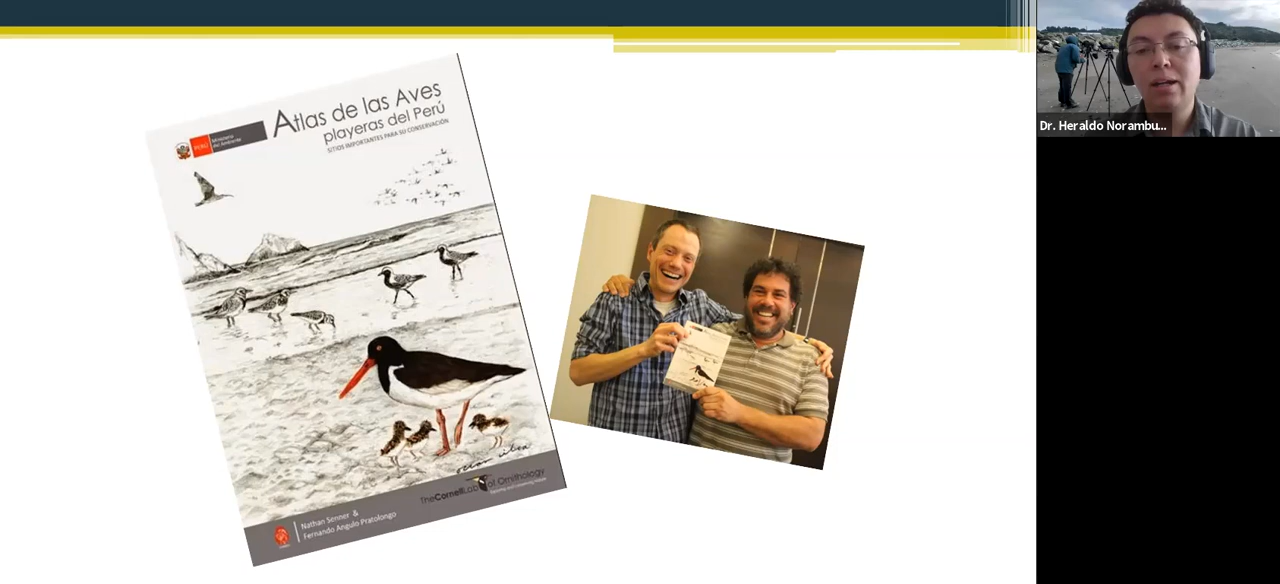 Atlas de las Aves
playeras del Perú
SITIOS IMPORTANTES PARA SU CONSERVACIÓN
PERÚ
Ministerio
del Ambiente
TheCornellLab of Ornithology
Nathan Senner &
Fernando Angulo Pratolongo
Dr. Heraldo Norambu...